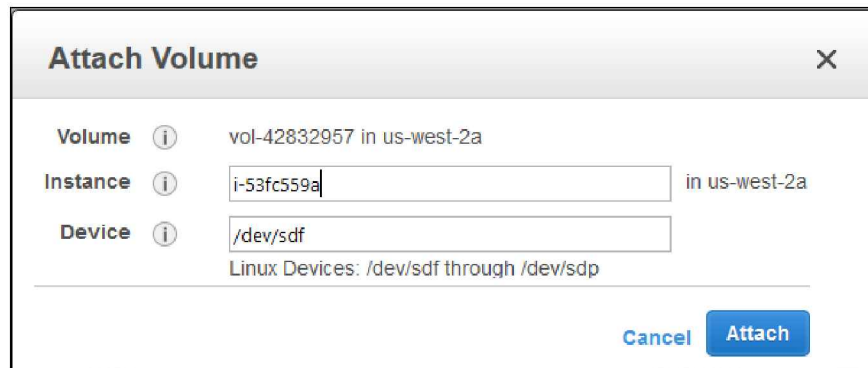 Attach Volume
Volume i vol-42832957 in us-west-2a
Instance i i-53fc559a in us-west-2a
Device i /dev/sdf
Linux Devices: /dev/sdf through /dev/sdp
Cancel Attach